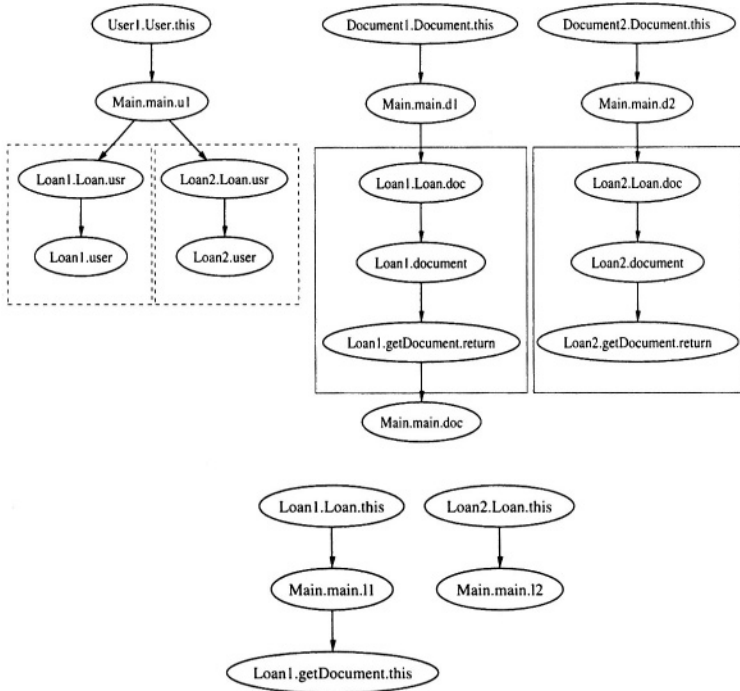 User1.User.this
Document1.Document.this
Document2.Document.this
Main.main.u1
Main.main.d1
Main.main.d2
Loan1.Loan.usr
Loan2.Loan.usr
Loan1.Loan.doc
Loan2.Loan.doc
Loan1.user
Loan2.user
Loan1.document
Loan2.document
Loan1.getDocument.return
Loan2.getDocument.return
Main.main.doc
Loan1.Loan.this
Loan2.Loan.this
Main.main.l1
Main.main.l2
Loan1.getDocument.this